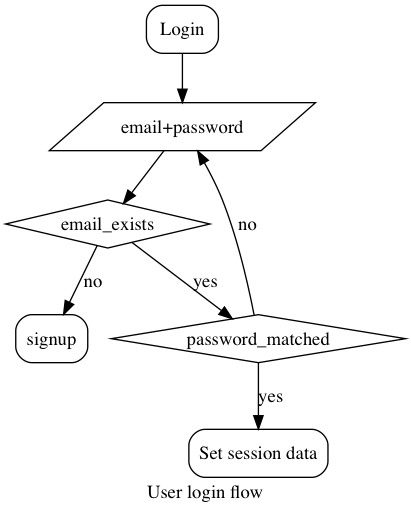 Login
email+password
email_exists
no
no
yes
signup
password_matched
yes
Set session data
User login flow